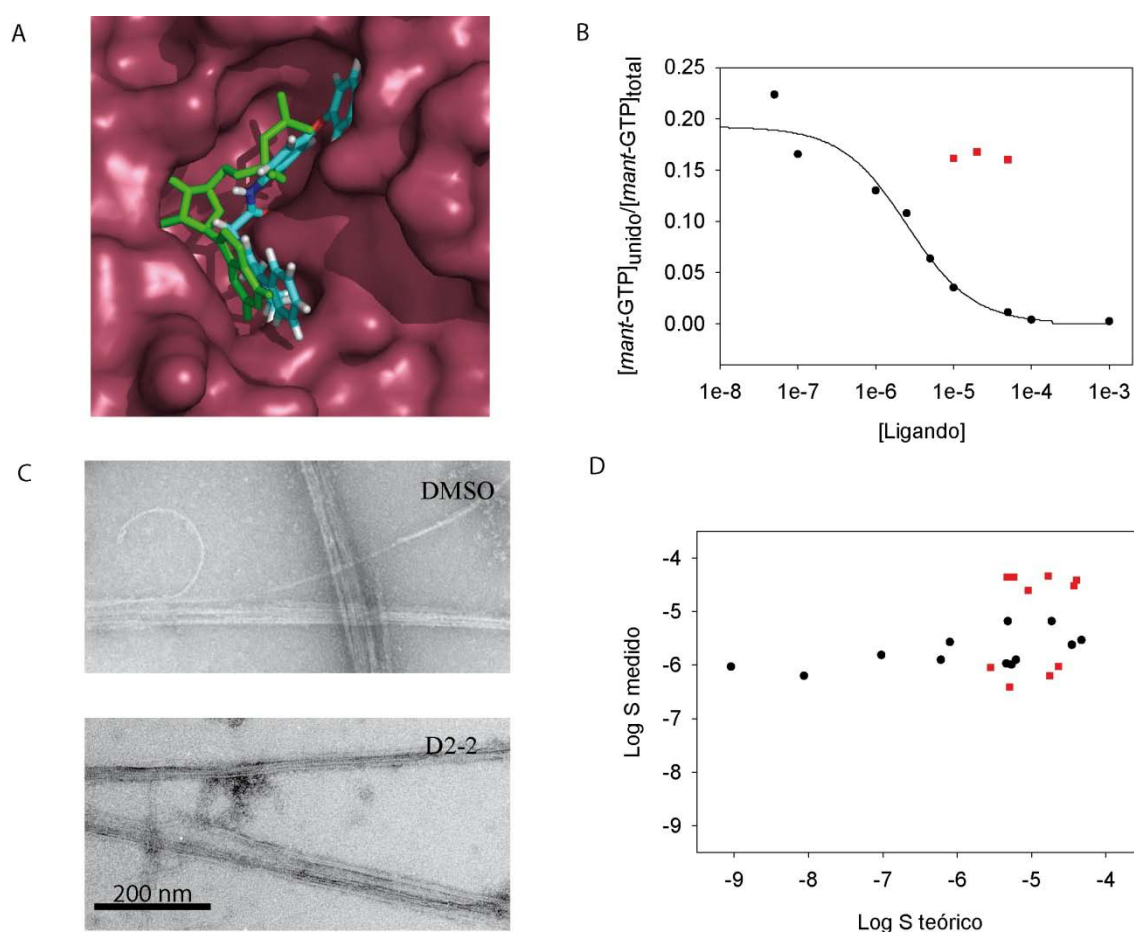 A
B
[mant-GTP]unido/[mant-GTP]total
0.25
0.20
0.15
0.10
0.05
0.00
1e-8 1e-7 1e-6 1e-5 1e-4 1e-3
[Ligando]
C
DMSO
D2-2
200 nm
D
Log S medido
-4
-5
-6
-7
-8
-9
-9 -8 -7 -6 -5 -4
Log S teórico